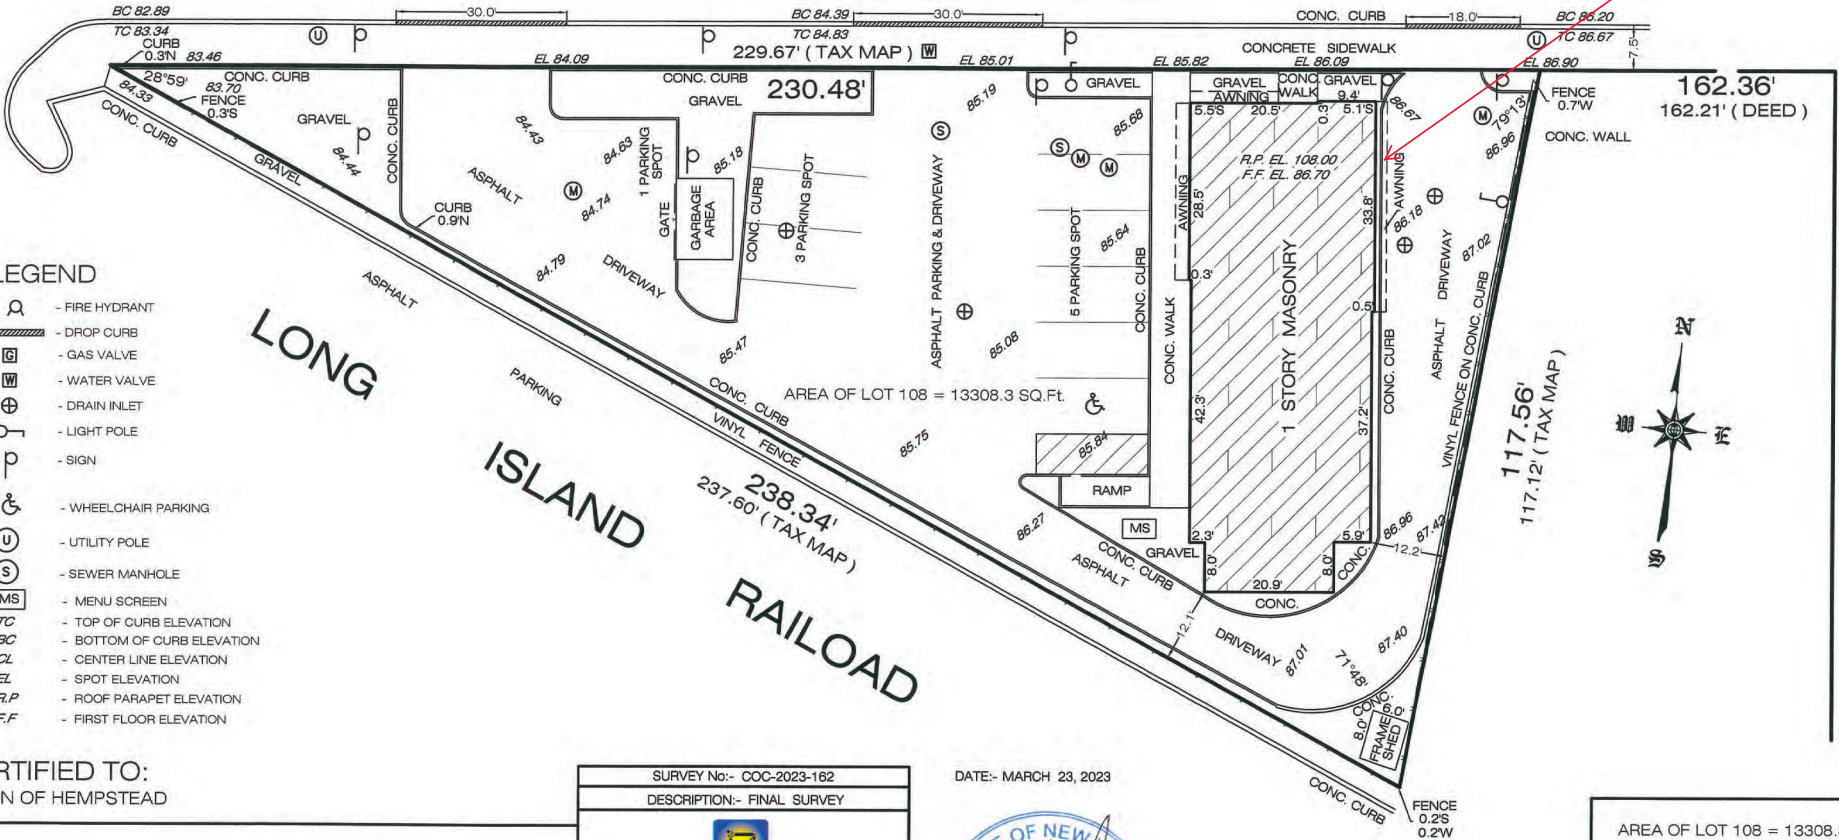 BC 82.89
30.0'
BC 84.39
30.0'
CONC. CURB
18.0'
BC 86.20
TC 83.34
TC 84.83
TC 86.67
CURB
0.3'N
83.46
U
229.67' ( TAX MAP )
W
CONCRETE SIDEWALK
U
7.5'
EL 84.09
EL 85.01
EL 85.82
EL 86.09
EL 86.90
28°59'
84.33
83.70
FENCE
0.3'S
CONC. CURB
CONC. CURB
CONC. CURB
GRAVEL
GRAVEL
84.44
CONC. CURB
GRAVEL
CONC. CURB
GRAVEL
230.48'
85.19
GRAVEL
GRAVEL
AWNING
CONC.
WALK
GRAVEL
9.4'
5.5'S
20.5'
0.3'
5.1'S
86.67
79°13'
FENCE
0.7'W
162.36'
162.21' ( DEED )
CONC. WALL
M
86.96
84.43
84.63
ASPHALT
M
84.74
1 PARKING
SPOT
85.18
GATE
GARBAGE
AREA
CONC. CURB
3 PARKING SPOT
S
85.68
S
M
M
R.P. EL. 108.00
F.F. EL. 86.70
AWNING
28.5'
33.8'
AWNING
86.18
CURB
0.9'N
84.79
DRIVEWAY
ASPHALT PARKING & DRIVEWAY
5 PARKING SPOT
85.64
CONC. CURB
0.3'
0.5'
87.02
ASPHALT DRIVEWAY
VINYL FENCE ON CONC. CURB
LEGEND
- FIRE HYDRANT
- DROP CURB
G - GAS VALVE
W - WATER VALVE
- DRAIN INLET
- LIGHT POLE
- SIGN
- WHEELCHAIR PARKING
U - UTILITY POLE
S - SEWER MANHOLE
MS - MENU SCREEN
TC - TOP OF CURB ELEVATION
BC - BOTTOM OF CURB ELEVATION
CL - CENTER LINE ELEVATION
EL - SPOT ELEVATION
R.P - ROOF PARAPET ELEVATION
F.F - FIRST FLOOR ELEVATION
ASPHALT
PARKING
LONG
ISLAND
RAILOAD
85.47
85.08
CONC. CURB
VINYL FENCE
AREA OF LOT 108 = 13308.3 SQ.Ft.
85.75
85.84
RAMP
CONC. WALK
42.3'
1 STORY MASONRY
37.2'
CONC. CURB
117.56'
117.12' ( TAX MAP )
N
W
E
S
238.34'
237.60' ( TAX MAP )
86.27
MS
GRAVEL
CONC. CURB
ASPHALT
2.3'
8.0'
20.9'
8.0'
5.9'
CONC.
CONC.
86.96
87.42
12.2'
12.1'
DRIVEWAY
87.01
71°48'
87.40
CONC.
6.0'
8.0'
FRAME
SHED
CONC. CURB
FENCE
0.2'S
0.2'W
RTIFIED TO:
N OF HEMPSTEAD
SURVEY No:- COC-2023-162
DESCRIPTION:- FINAL SURVEY
DATE:- MARCH 23, 2023
OF NEW
AREA OF LOT 108 = 13308.